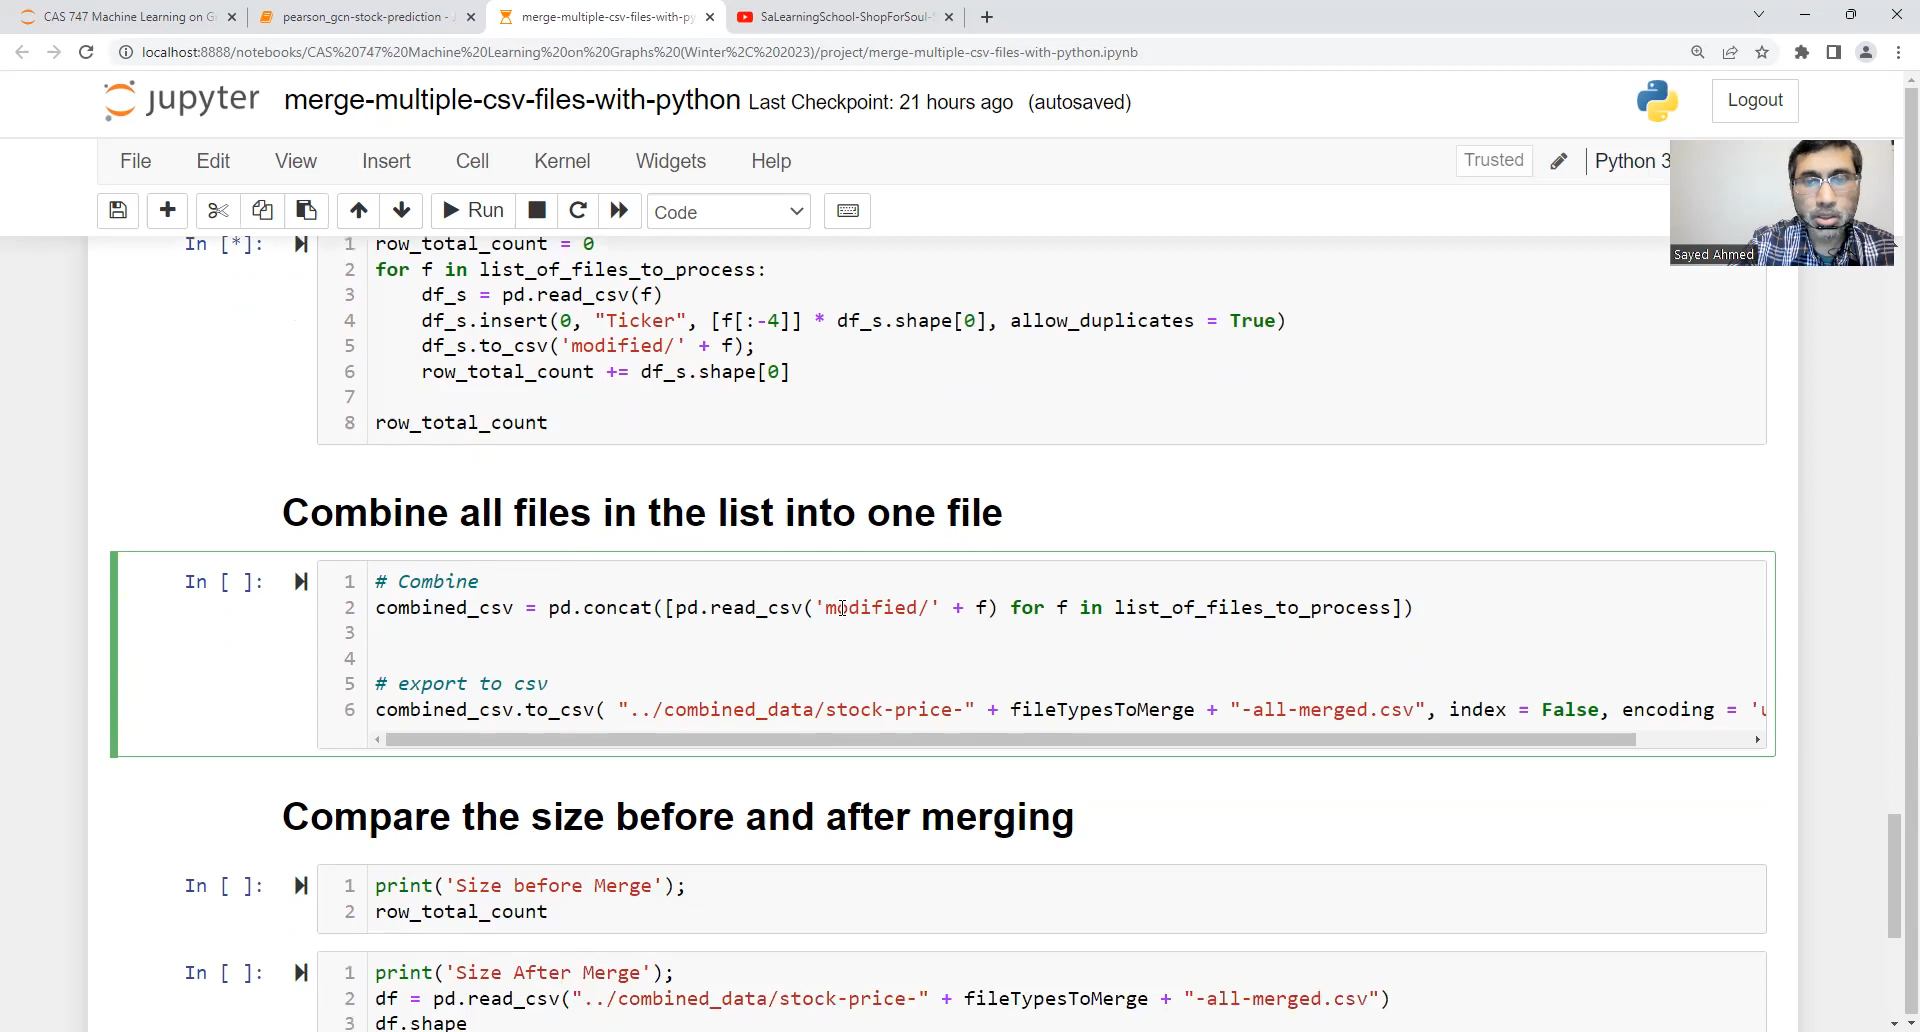 CAS 747 Machine Learning on G
pearson_gcn-stock-prediction - J
merge-multiple-csv-files-with-py
SaLearningSchool-ShopForSoul-
localhost:8888/notebooks/CAS%20747%20Machine%20Learning%20on%20Graphs%20(Winter%2C%202023)/project/merge-multiple-csv-files-with-python.ipynb
jupyter merge-multiple-csv-files-with-python Last Checkpoint: 21 hours ago (autosaved)
Logout
File Edit View Insert Cell Kernel Widgets Help
Trusted
Python 3
Run
Code
Sayed Ahmed
In [*]:
1 row_total_count = 0
2 for f in list_of_files_to_process:
3 df_s = pd.read_csv(f)
4 df_s.insert(0, "Ticker", [f[:-4]] * df_s.shape[0], allow_duplicates = True)
5 df_s.to_csv('modified/' + f);
6 row_total_count += df_s.shape[0]
7
8 row_total_count
Combine all files in the list into one file
In [ ]:
1 # Combine
2 combined_csv = pd.concat([pd.read_csv('modified/' + f) for f in list_of_files_to_process])
3
4
5 # export to csv
6 combined_csv.to_csv( "../combined_data/stock-price-" + fileTypesToMerge + "-all-merged.csv", index = False, encoding = 'u
Compare the size before and after merging
In [ ]:
1 print('Size before Merge');
2 row_total_count
In [ ]:
1 print('Size After Merge');
2 df = pd.read_csv("../combined_data/stock-price-" + fileTypesToMerge + "-all-merged.csv")
3 df.shape